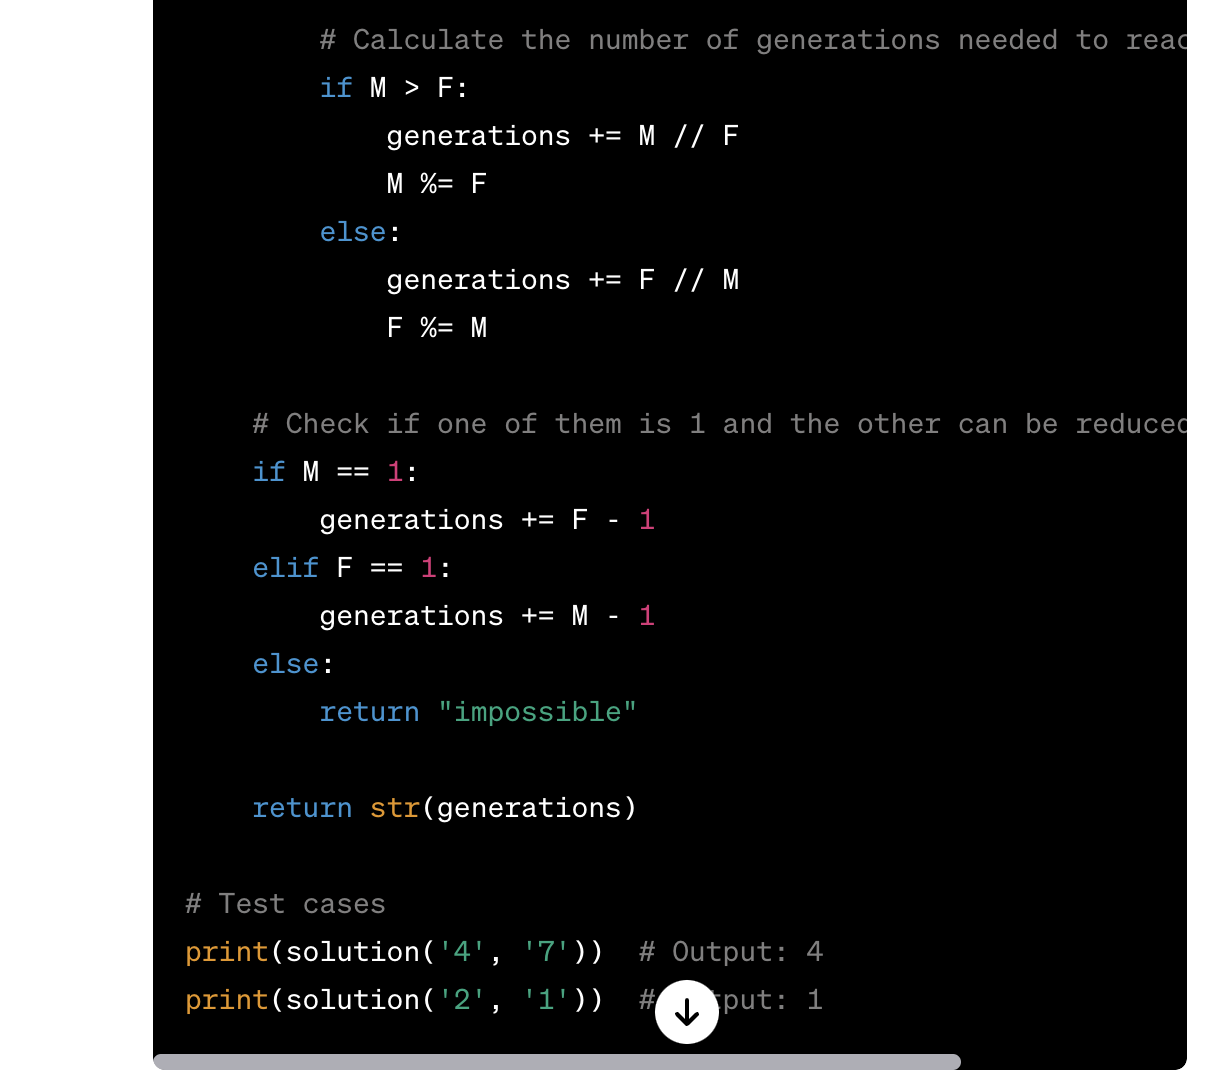 # Calculate the number of generations needed to reac
if M > F:
generations += M // F
M %= F
else:
generations += F // M
F %= M
# Check if one of them is 1 and the other can be reduced
if M == 1:
generations += F - 1
elif F == 1:
generations += M - 1
else:
return "impossible"
return str(generations)
# Test cases
print(solution('4', '7'))  # Output: 4
print(solution('2', '1'))  # tput: 1